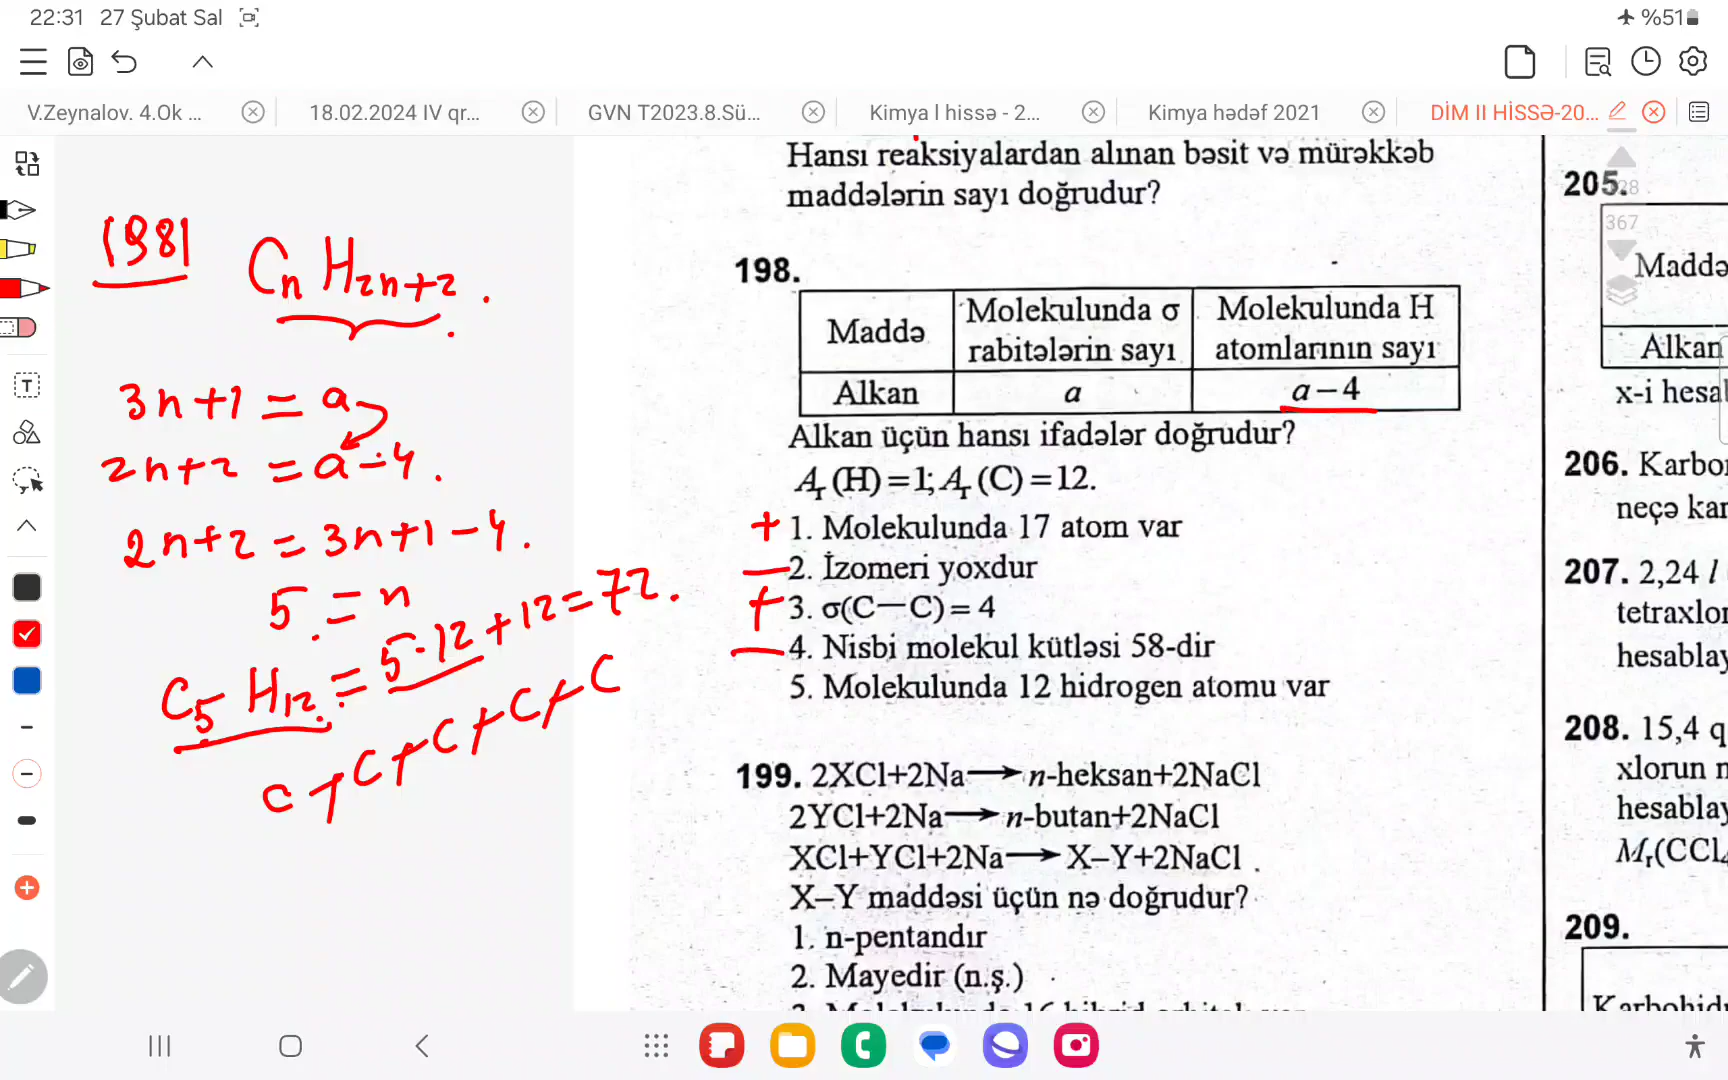 22:31 27 Şubat Sal
%51
V.Zeynalov. 4.Ok ...
18.02.2024 IV qr...
GVN T2023.8.Sü...
Kimya l hissə - 2...
Kimya hədəf 2021
DİM II HİSSƏ-20...
198
CnH2n+2.
3n+1 = a
2n+2 = a-4.
2n+2 = 3n+1-4.
5 = n
C5H12 = 5·12+12=72.
C C C C C
Hansı reaksiyalardan alınan bəsit və mürəkkəb
maddələrin sayı doğrudur?
198.
Maddə
Molekulunda σ
rabitələrin sayı
Molekulunda H
atomlarının sayı
Alkan
a
a – 4
Alkan üçün hansı ifadələr doğrudur?
Ar (H) = 1; Ar (C) = 12.
+ 1. Molekulunda 17 atom var
– 2. İzomeri yoxdur
+ 3. σ(C—C) = 4
– 4. Nisbi molekul kütləsi 58-dir
5. Molekulunda 12 hidrogen atomu var
199. 2XCl+2Na⟶n-heksan+2NaCl
2YCl+2Na⟶n-butan+2NaCl
XCl+YCl+2Na⟶X–Y+2NaCl .
X–Y maddəsi üçün nə doğrudur?
1. n-pentandır
2. Mayedir (n.ş.)
205.
328
367
Maddə
Alkan
x-i hesab
206. Karbo
neçə kar
207. 2,24 l
tetraxlor
hesablay
208. 15,4 q
xlorun
hesablay
Mr(CCl4
209.
Karbohid